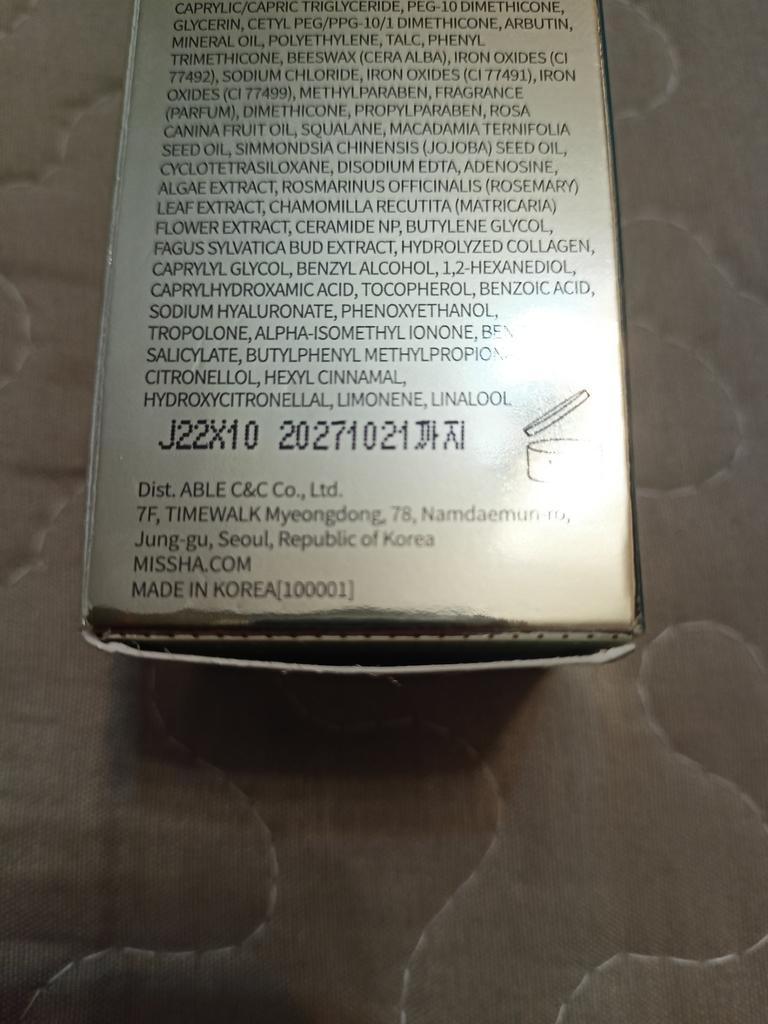 CAPRYLIC/CAPRIC TRIGLYCERIDE, PEG-10 DIMETHICONE,
GLYCERIN, CETYL PEG/PPG-10/1 DIMETHICONE, ARBUTIN,
MINERAL OIL, POLYETHYLENE, TALC, PHENYL
TRIMETHICONE, BEESWAX (CERA ALBA), IRON OXIDES (CI
77492), SODIUM CHLORIDE, IRON OXIDES (CI 77491), IRON
OXIDES (CI 77499), METHYLPARABEN, FRAGRANCE
(PARFUM), DIMETHICONE, PROPYLPARABEN, ROSA
CANINA FRUIT OIL, SQUALANE, MACADAMIA TERNIFOLIA
SEED OIL, SIMMONDSIA CHINENSIS (JOJOBA) SEED OIL,
CYCLOTETRASILOXANE, DISODIUM EDTA, ADENOSINE,
ALGAE EXTRACT, ROSMARINUS OFFICINALIS (ROSEMARY)
LEAF EXTRACT, CHAMOMILLA RECUTITA (MATRICARIA)
FLOWER EXTRACT, CERAMIDE NP, BUTYLENE GLYCOL,
FAGUS SYLVATICA BUD EXTRACT, HYDROLYZED COLLAGEN,
CAPRYLYL GLYCOL, BENZYL ALCOHOL, 1,2-HEXANEDIOL,
CAPRYLHYDROXAMIC ACID, TOCOPHEROL, BENZOIC ACID,
SODIUM HYALURONATE, PHENOXYETHANOL,
TROPOLONE, ALPHA-ISOMETHYL IONONE,
SALICYLATE, BUTYLPHENYL
CITRONELLOL, HEXYL CINNAMAL,
HYDROXYCITRONELLAL, LIMONENE, LINALOOL
J22X10 20271021까지
Dist. ABLE C&C Co., Ltd.
7F, TIMEWALK Myeongdong, 78, Namdaemun-ro,
Jung-gu, Seoul, Republic of Korea
MISSHA.COM
MADE IN KOREA[100001]